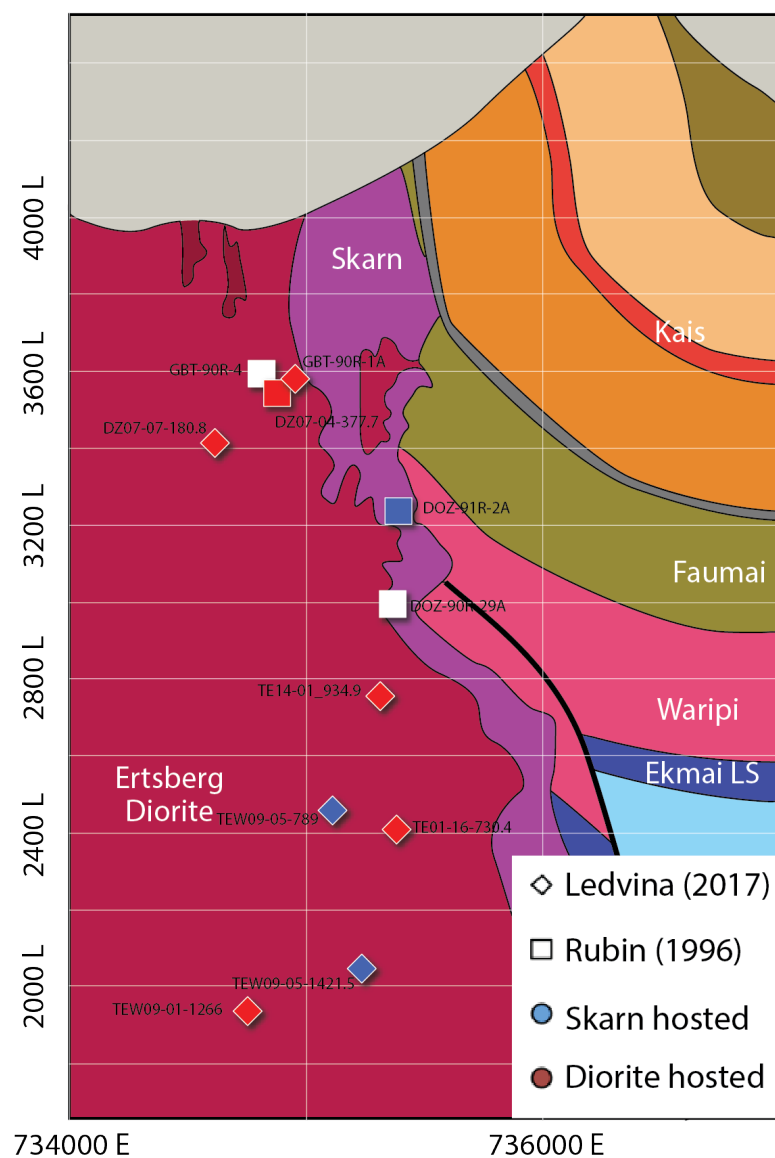 4000 L
Skarn
Kais
3600 L
GBT-90R-4
GBT-90R-1A
DZ07-04-377.7
DZ07-07-180.8
3200 L
DOZ-91R-2A
Faumai
DOZ-90R-29A
2800 L
TE14-01_934.9
Waripi
Ertsberg
Diorite
Ekmai LS
TEW09-05-789
TE01-16-730.4
2400 L
Ledvina (2017)
Rubin (1996)
Skarn hosted
Diorite hosted
2000 L
TEW09-05-1421.5
TEW09-01-1266
734000 E
736000 E